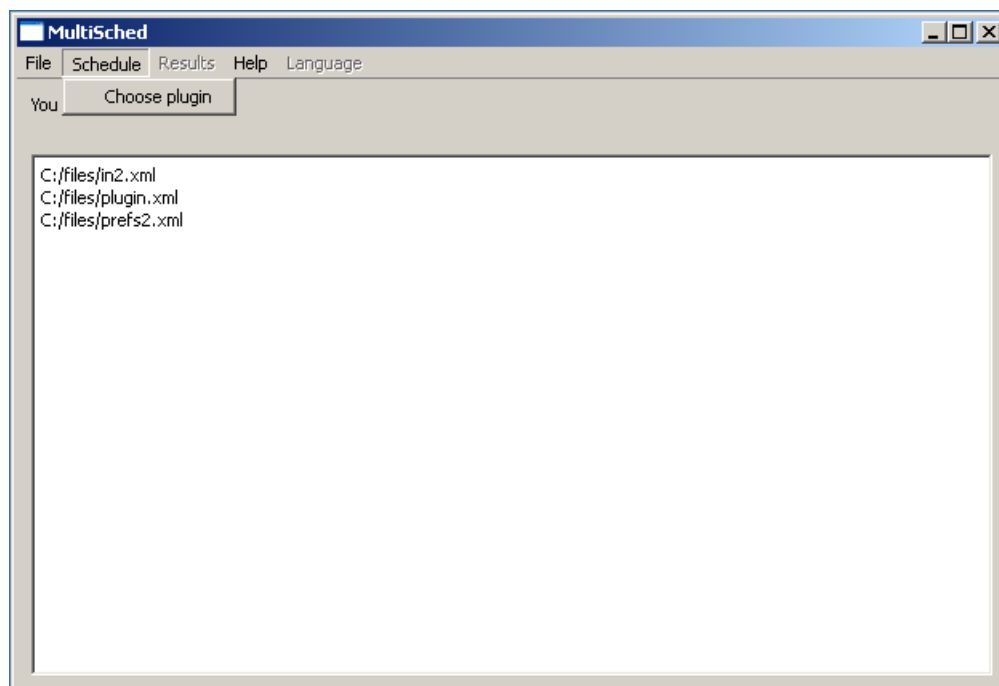 MultiSched
File Schedule Results Help Language
Choose plugin
You
C:/files/in2.xml
C:/files/plugin.xml
C:/files/prefs2.xml